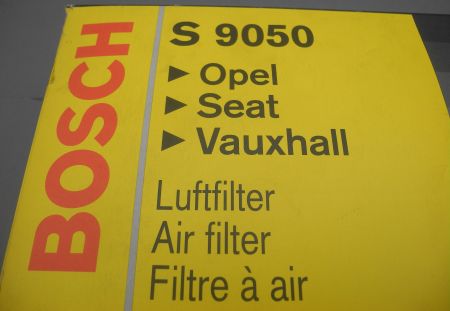 BOSCH
S 9050
► Opel
► Seat
► Vauxhall
Luftfilter
Air filter
Filtre à air